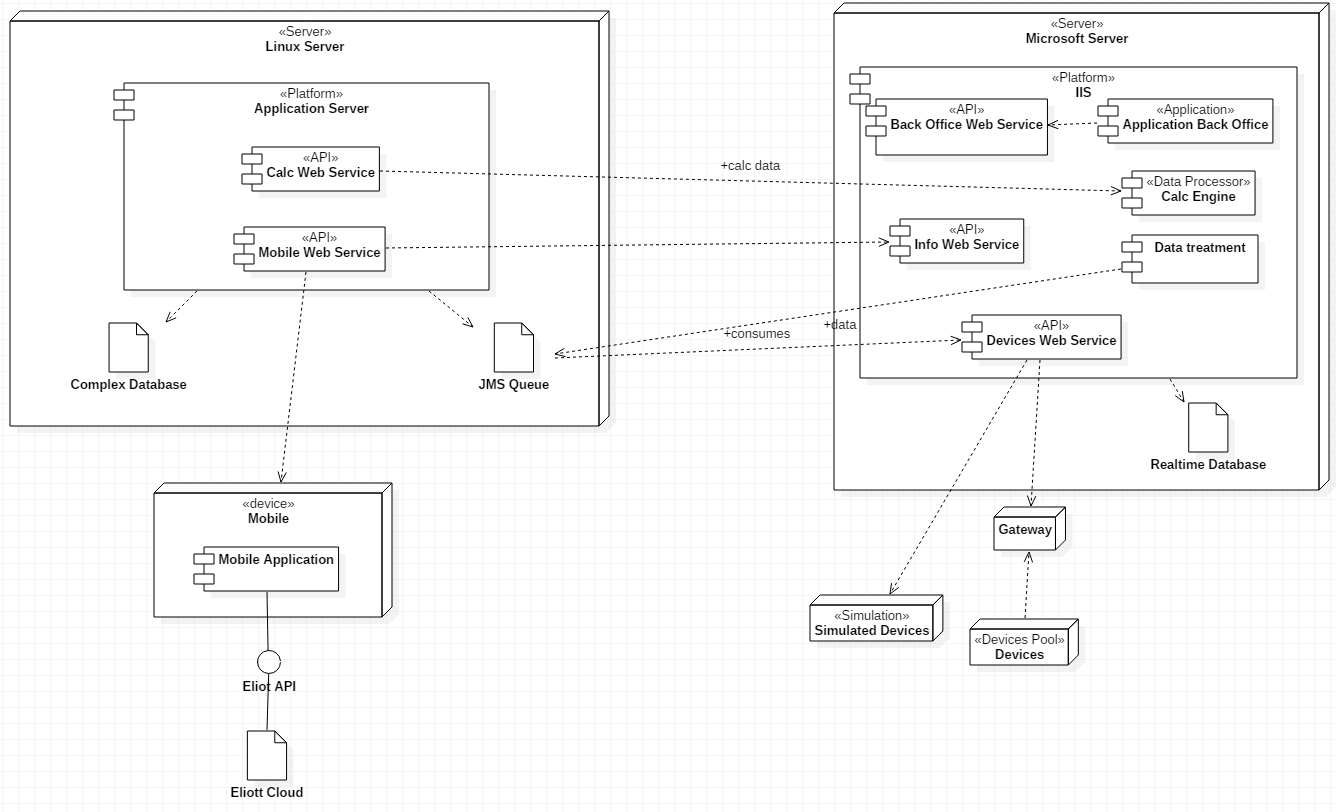 «Server»
Linux Server
«Platform»
Application Server
«API»
Calc Web Service
«API»
Mobile Web Service
Complex Database
JMS Queue
+calc data
+consumes
+data
«Server»
Microsoft Server
«Platform»
IIS
«API»
Back Office Web Service
«Application»
Application Back Office
«Data Processor»
Calc Engine
«API»
Info Web Service
Data treatment
«API»
Devices Web Service
Realtime Database
«device»
Mobile
Mobile Application
Eliot API
Eliott Cloud
Gateway
«Simulation»
Simulated Devices
«Devices Pool»
Devices